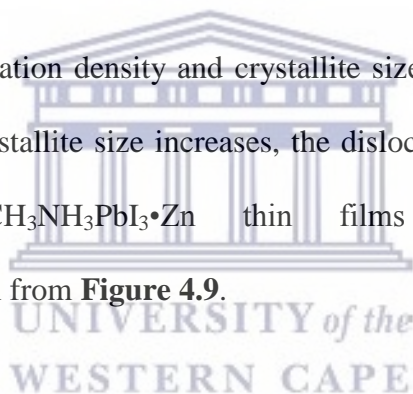 ation density and crystallite size
stallite size increases, the disloc
CH₃NH₃PbI₃•Zn thin films
from Figure 4.9.
UNIVERSITY of the
WESTERN CAPE